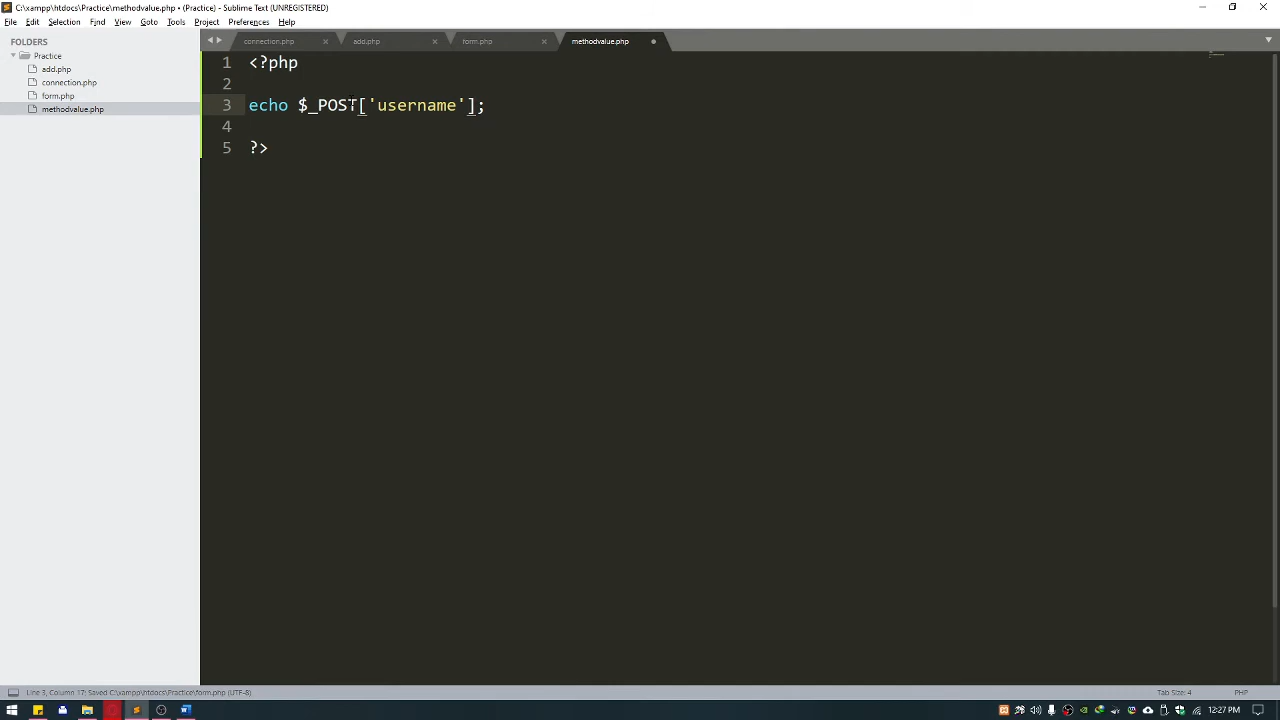 C:\xampp\htdocs\Practice\methodvalue.php • (Practice) - Sublime Text (UNREGISTERED)
File Edit Selection Find View Goto Tools Project Preferences Help
FOLDERS
Practice
add.php
connection.php
form.php
methodvalue.php
connection.php add.php form.php methodvalue.php
1 <?php
2
3 echo $_POST['username'];
4
5 ?>
Line 3, Column 17; Saved C:\xampp\htdocs\Practice\form.php (UTF-8) Tab Size: 4 PHP
12:27 PM